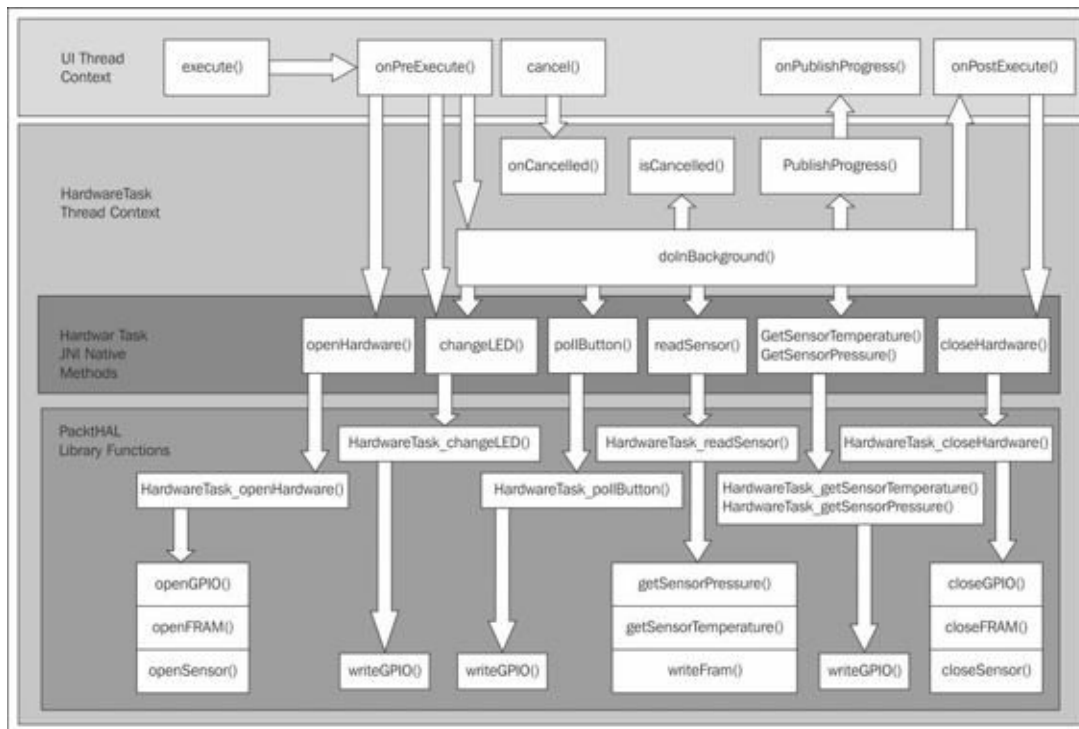 UI Thread
Context
execute()
onPreExecute()
cancel()
onPublishProgress()
onPostExecute()
HardwareTask
Thread Context
onCancelled()
isCancelled()
PublishProgress()
doInBackground()
Hardwar Task
JNI Native
Methods
openHardware()
changeLED()
pollButton()
readSensor()
GetSensorTemperature()
GetSensorPressure()
closeHardware()
PacktHAL
Library Functions
HardwareTask_changeLED()
HardwareTask_readSensor()
HardwareTask_closeHardware()
HardwareTask_openHardware()
HardwareTask_pollButton()
HardwareTask_getSensorTemperature()
HardwareTask_getSensorPressure()
openGPIO()
openFRAM()
openSensor()
writeGPIO()
writeGPIO()
getSensorPressure()
getSensorTemperature()
writeFram()
writeGPIO()
closeGPIO()
closeFRAM()
closeSensor()